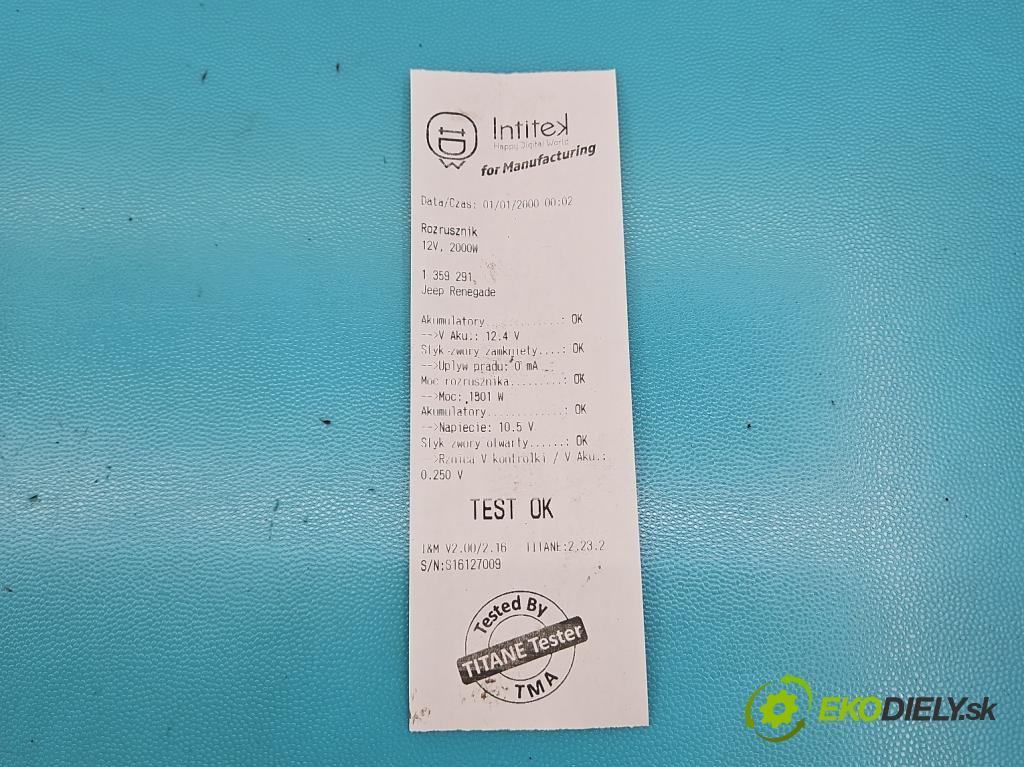 Intitek
Happy Digital World
for Manufacturing
Data/Czas: 01/01/2000 00:02
Rozrusznik
12V, 2000W
1 359 291,
Jeep Renegade
Akumulatory............: OK
-->V Aku.: 12.4 V
Styk zwory zamkniety....: OK
-->Uplyw pradu: 0 mA
Moc rozrusznika.........: OK
-->Moc: 1801 W
Akumulatory............: OK
-->Napiecie: 10.5 V
Styk zwory otwarty......: OK
-->Rznica V kontrolki / V Aku.:
0.250 V
TEST OK
I&M V2.00/2.16 TITANE:2.23.2
S/N:S16127009
Tested By
TITANE Tester
TMA
EKODIELY.sk